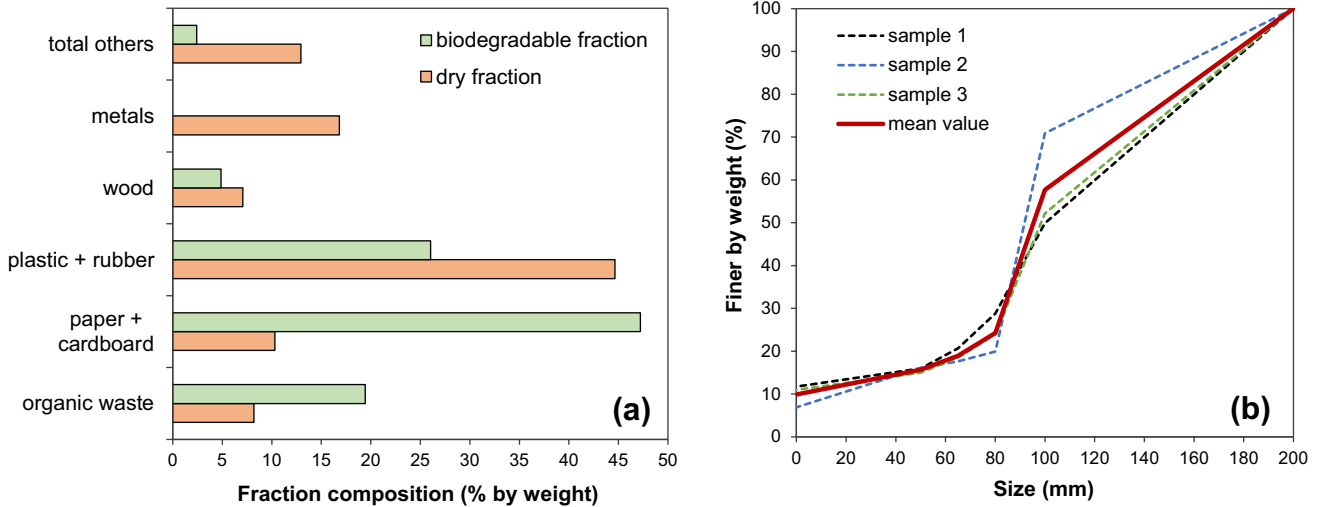 total others
metals
wood
plastic + rubber
paper +
cardboard
organic waste
biodegradable fraction
dry fraction
(a)
0 5 10 15 20 25 30 35 40 45 50
Fraction composition (% by weight)
100
90
80
70
60
50
40
30
20
10
0
Finer by weight (%)
sample 1
sample 2
sample 3
mean value
(b)
0 20 40 60 80 100 120 140 160 180 200
Size (mm)